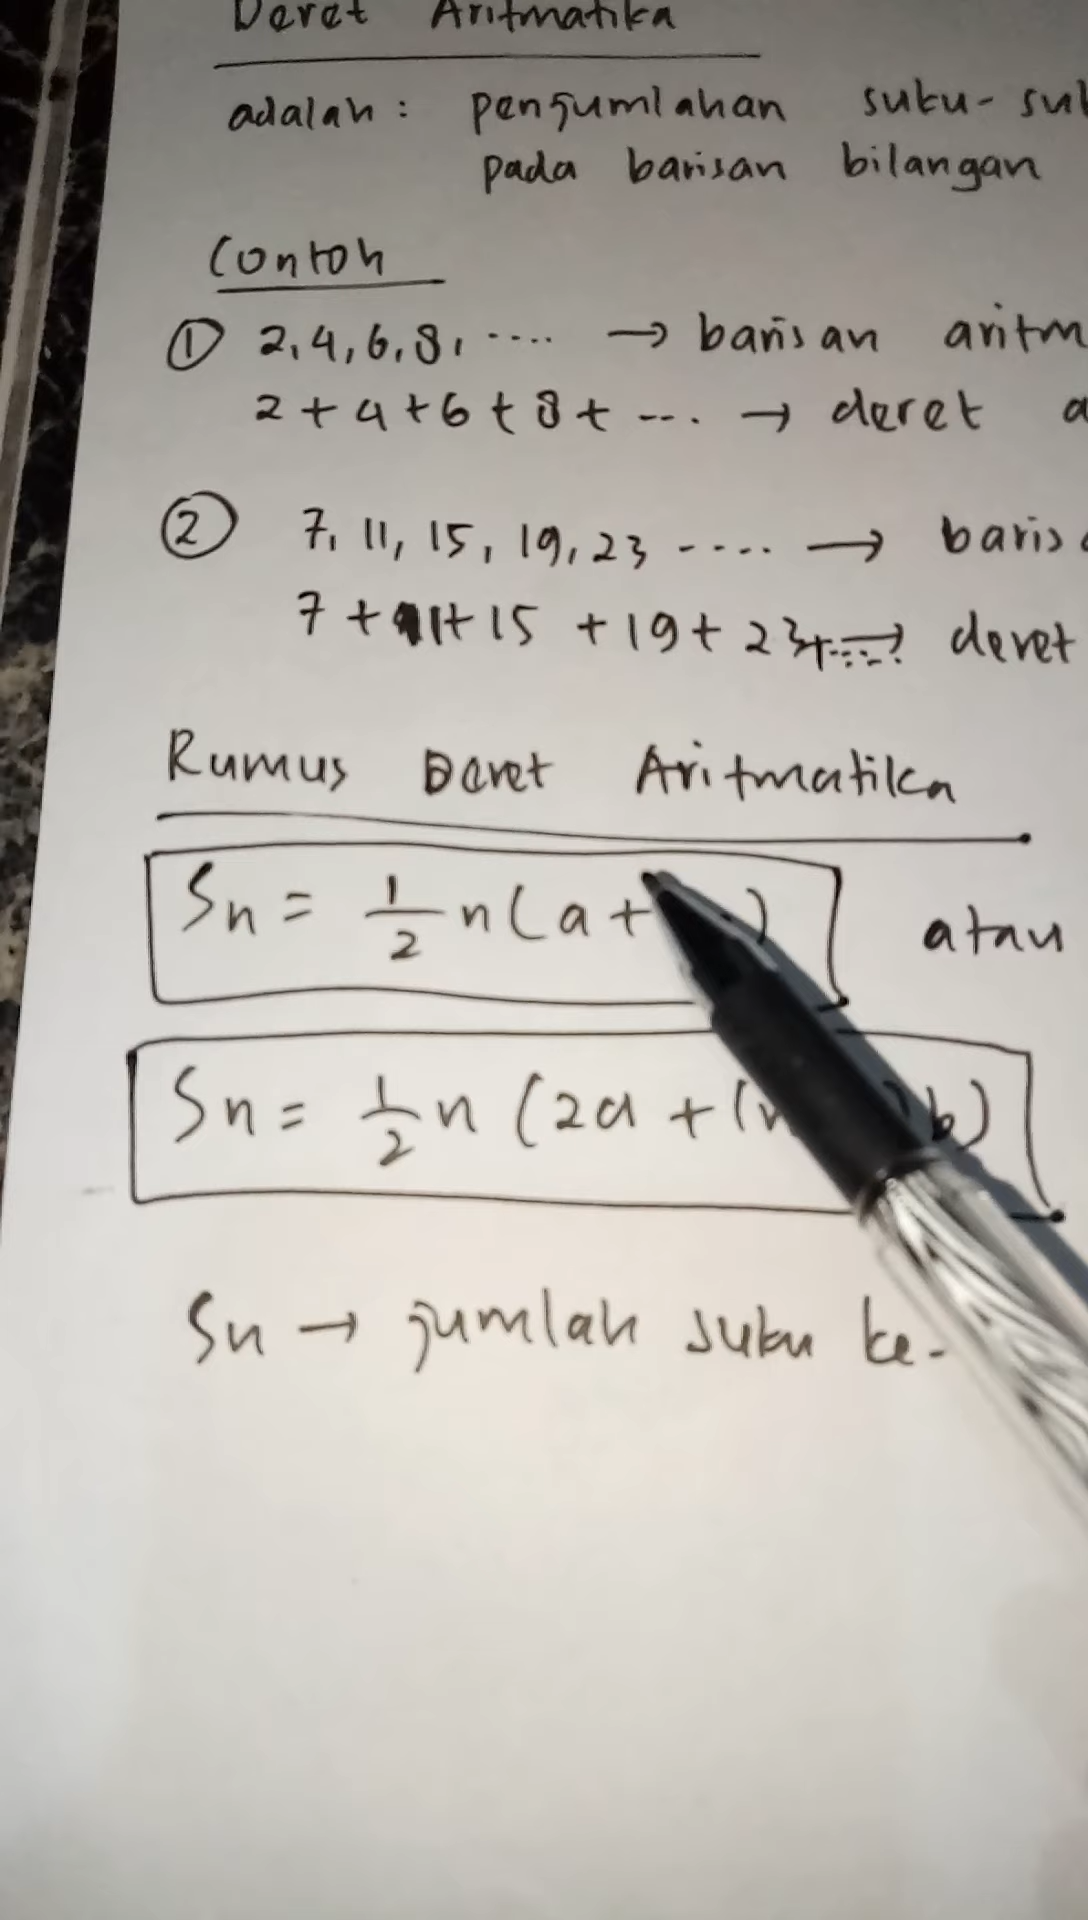 Deret Aritmatika
adalah : penjumlahan suku-
pada barisan bilangan
Contoh
① 2, 4, 6, 8, .... → barisan
2 + 4 + 6 + 8 + .... → deret
② 7, 11, 15, 19, 23 ..... →
7 + 11 + 15 + 19 + 23 + ..... → deret
Rumus Deret Aritmatika
Sn = 1/2 n (a + ) atau
Sn = 1/2 n (2a + ( b)
Sn → jumlah suku ke-